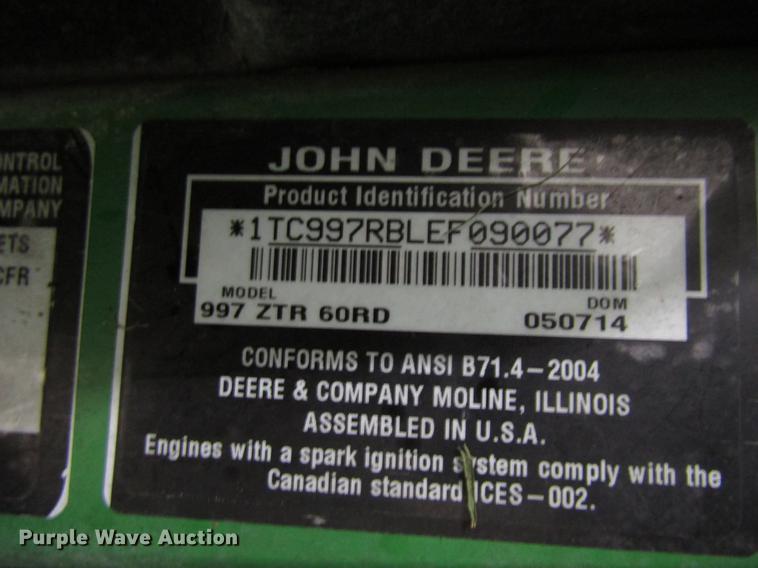 ONTROL
MATION
MPANY
ETS
CFR
JOHN DEERE
Product Identification Number
*1TC997RBLEF090077*
MODEL DOM
997 ZTR 60RD 050714
CONFORMS TO ANSI B71.4-2004
DEERE & COMPANY MOLINE, ILLINOIS
ASSEMBLED IN U.S.A.
Engines with a spark ignition system comply with the
Canadian standard ICES-002.
Purple Wave Auction